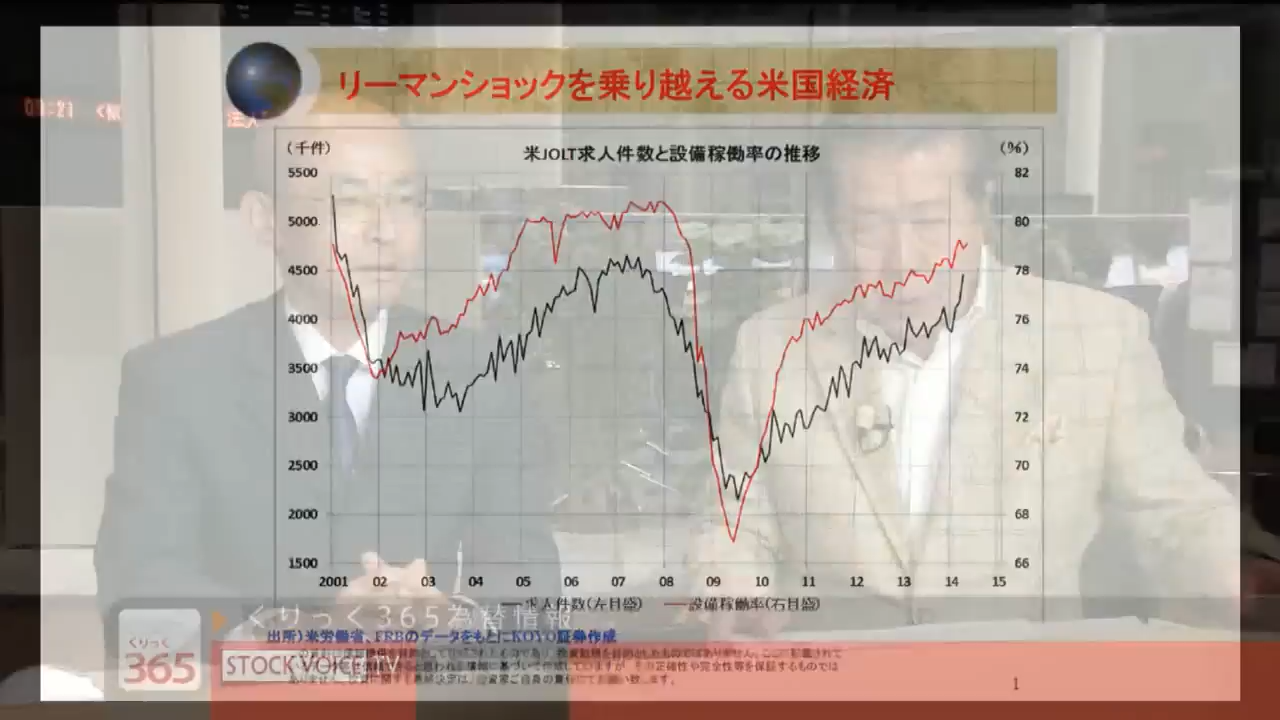 リーマンショックを乗り越える米国経済
(千件)
米JOLT求人件数と設備稼働率の推移
(%)
5500
5000
4500
4000
3500
3000
2500
2000
1500
82
80
78
76
74
72
70
68
66
2001 02 03 04 05 06 07 08 09 10 11 12 13 14 15
求人件数(左目盛) 設備稼働率(右目盛)
くりっく365為替情報
出所)米労働省、FRBのデータをもとにKOYO証券作成
くりっく
365
STOCK VOICE TV
1